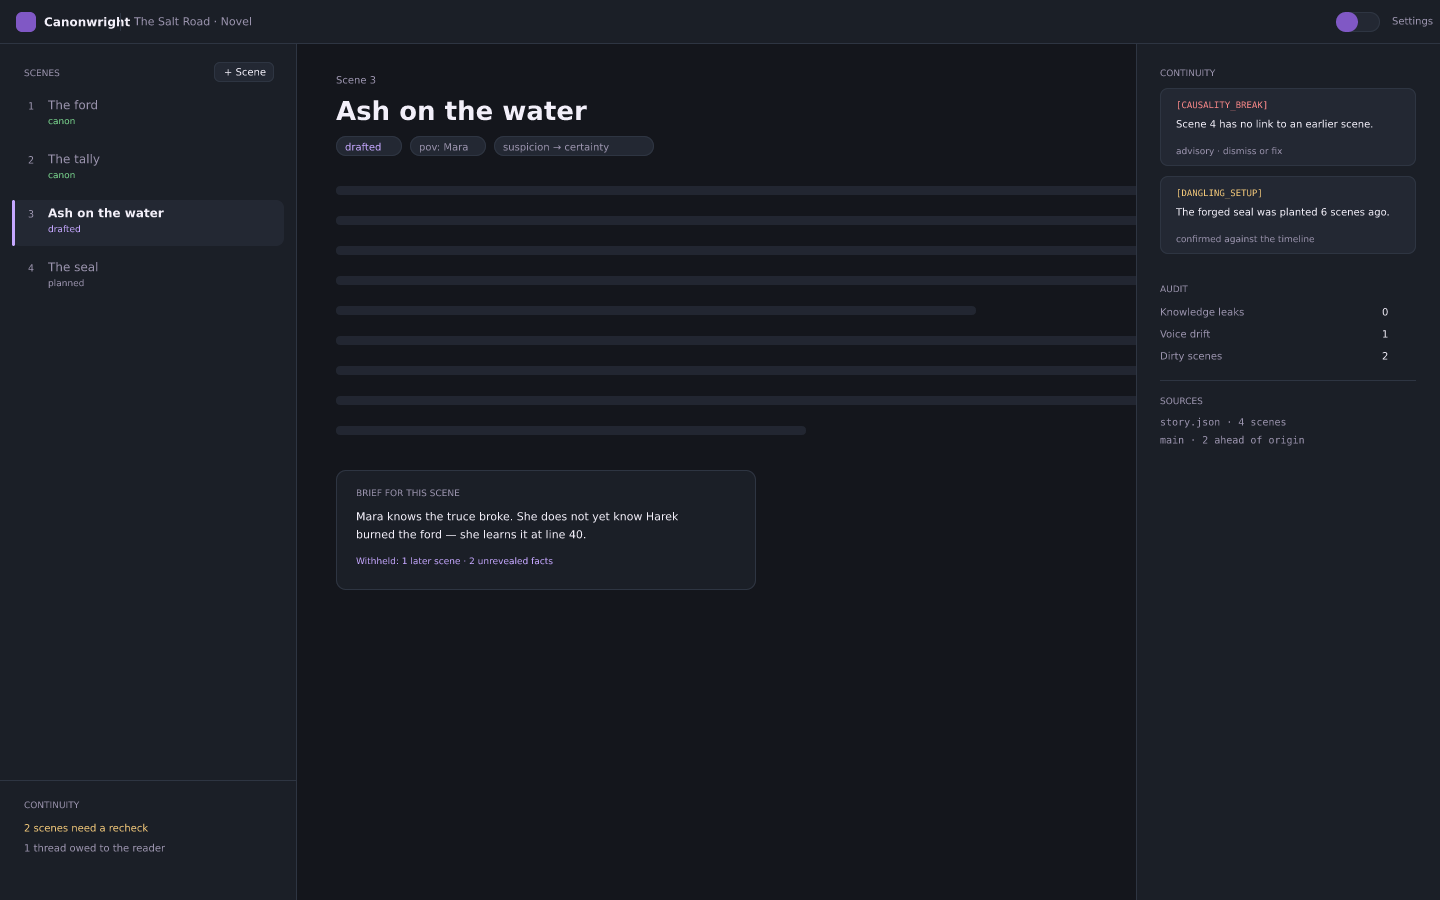 Canonwright The Salt Road · Novel
Settings
SCENES
+ Scene
1 The ford
canon
2 The tally
canon
3 Ash on the water
drafted
4 The seal
planned
CONTINUITY
2 scenes need a recheck
1 thread owed to the reader
Scene 3
Ash on the water
drafted
pov: Mara
suspicion → certainty
BRIEF FOR THIS SCENE
Mara knows the truce broke. She does not yet know Harek
burned the ford — she learns it at line 40.
Withheld: 1 later scene · 2 unrevealed facts
CONTINUITY
[CAUSALITY_BREAK]
Scene 4 has no link to an earlier scene.
advisory · dismiss or fix
[DANGLING_SETUP]
The forged seal was planted 6 scenes ago.
confirmed against the timeline
AUDIT
Knowledge leaks 0
Voice drift 1
Dirty scenes 2
SOURCES
story.json · 4 scenes
main · 2 ahead of origin